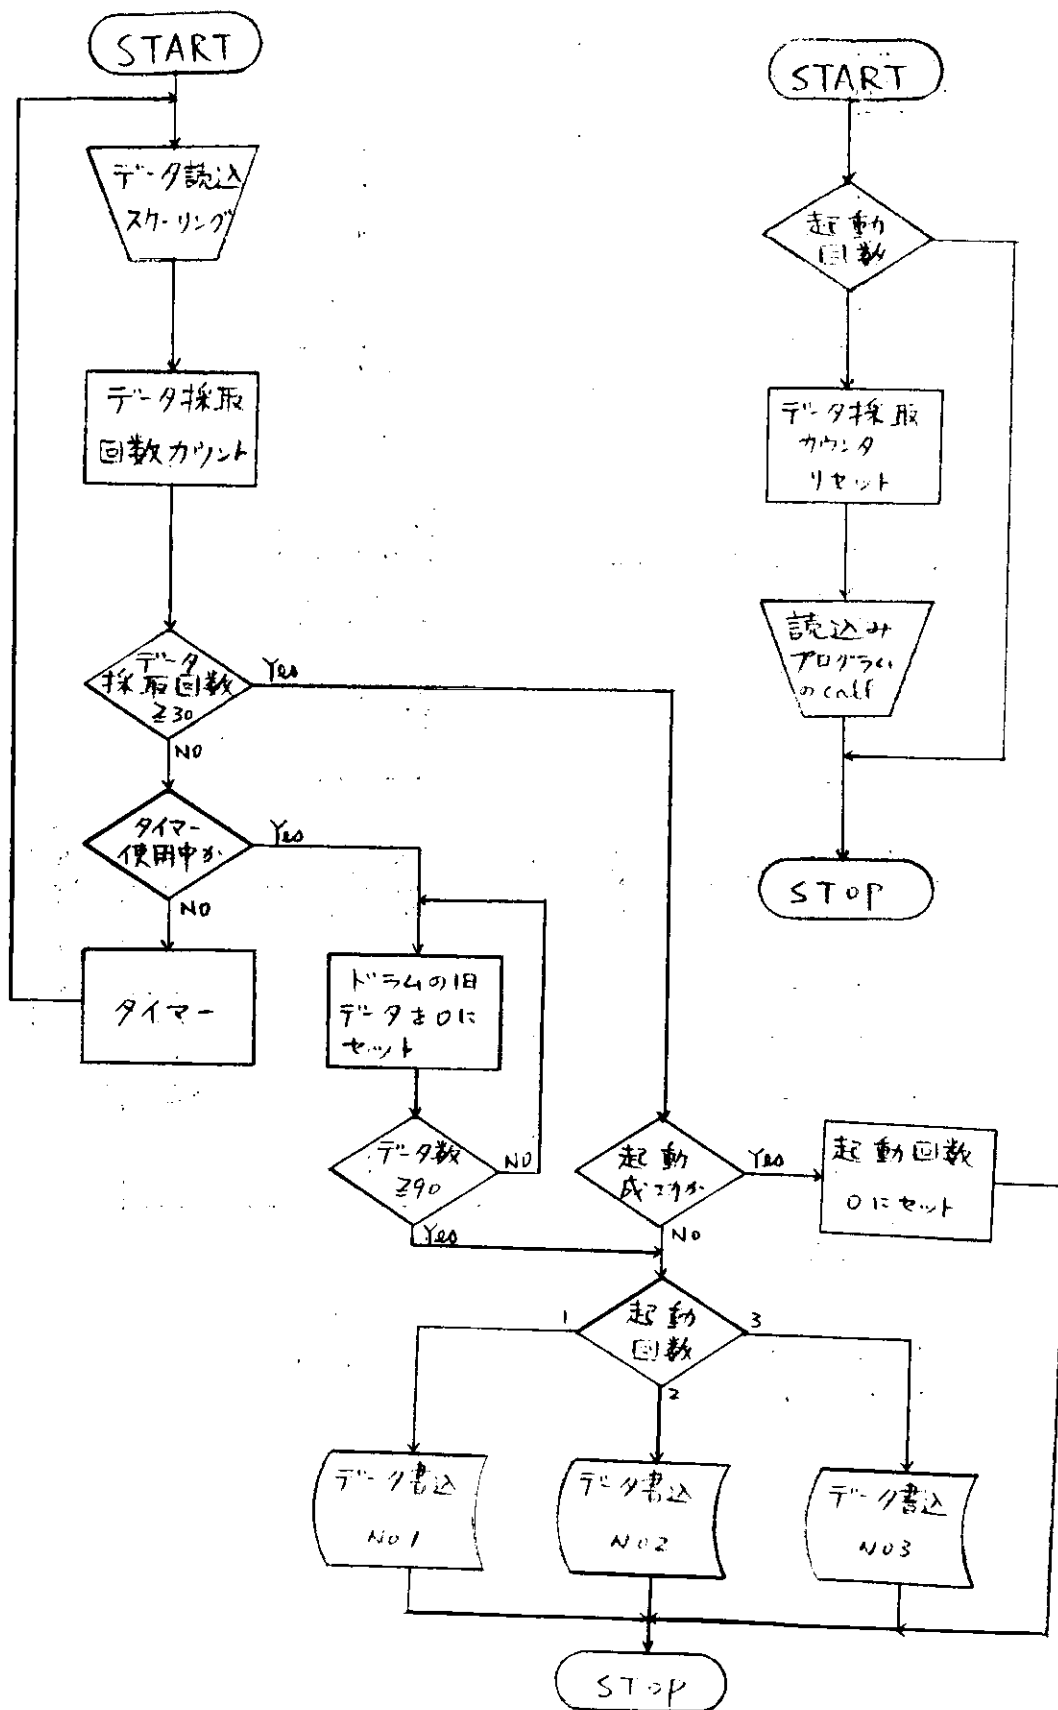 START
データ読込
スケーリング
データ採取
回数カウント
データ
採取回数
≧30
Yes
NO
タイマー
使用中か
Yes
NO
タイマー
ドラムの旧
データを0に
セット
データ数
≧90
NO
Yes
起動
Yes
NO
起動回数
0にセット
起動
回数
1
2
3
データ書込
NO1
データ書込
NO2
データ書込
NO3
STOP
START
起動
回数
データ採取
カウンタ
リセット
読込み
プログラム
のcall
STOP